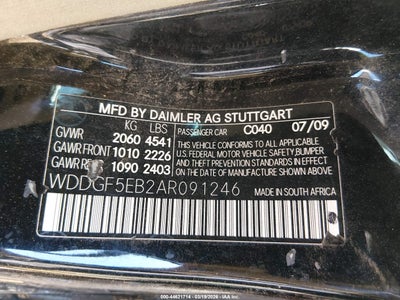 MFD BY DAIMLER AG STUTTGART
KG LBS PASSENGER CAR C040 07/09
GVWR 2060 4541
GAWR FRONT 1010 2226
GAWR REAR 1090 2403
THIS VEHICLE CONFORMS TO ALL APPLICABLE
U.S. FEDERAL MOTOR VEHICLE SAFETY, BUMPER
AND THEFT PREVENTION STANDARDS IN EFFECT
ON THE DATE OF MANUFACTURE SHOWN ABOVE
WDDGF5EB2AR091246
MADE IN SOUTH AFRICA